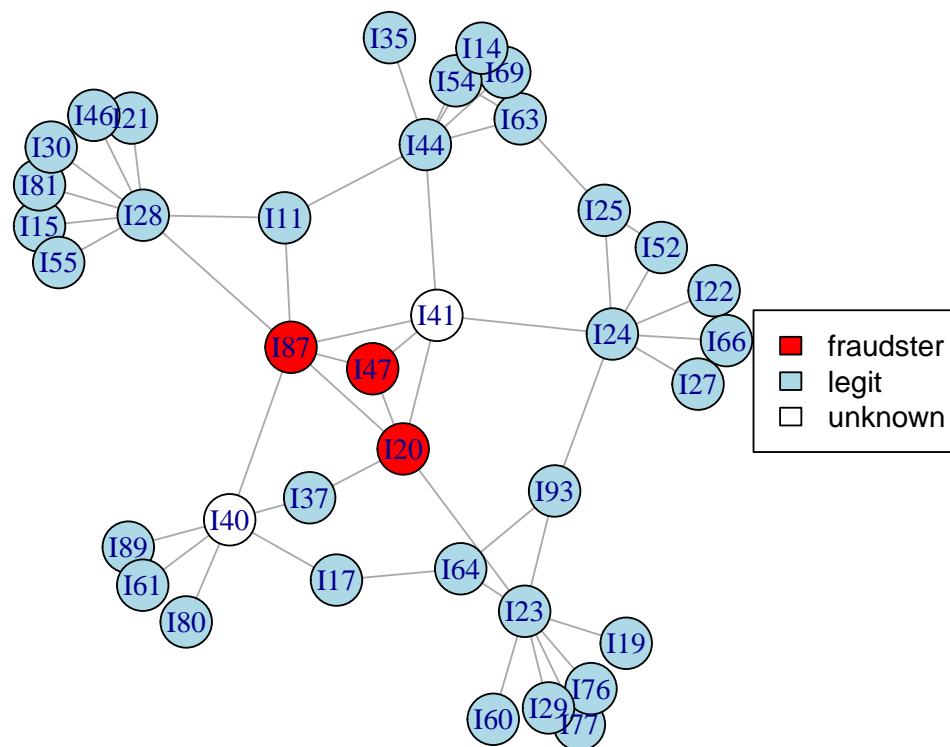 I35
I14
I54
I69
I46
I21
I63
I44
I30
I81
I15
I28
I11
I25
I55
I52
I22
I41
I24
I66
I87
I47
I27
fraudster
legit
unknown
I20
I93
I37
I40
I89
I64
I61
I17
I80
I23
I19
I76
I29
I60
I77